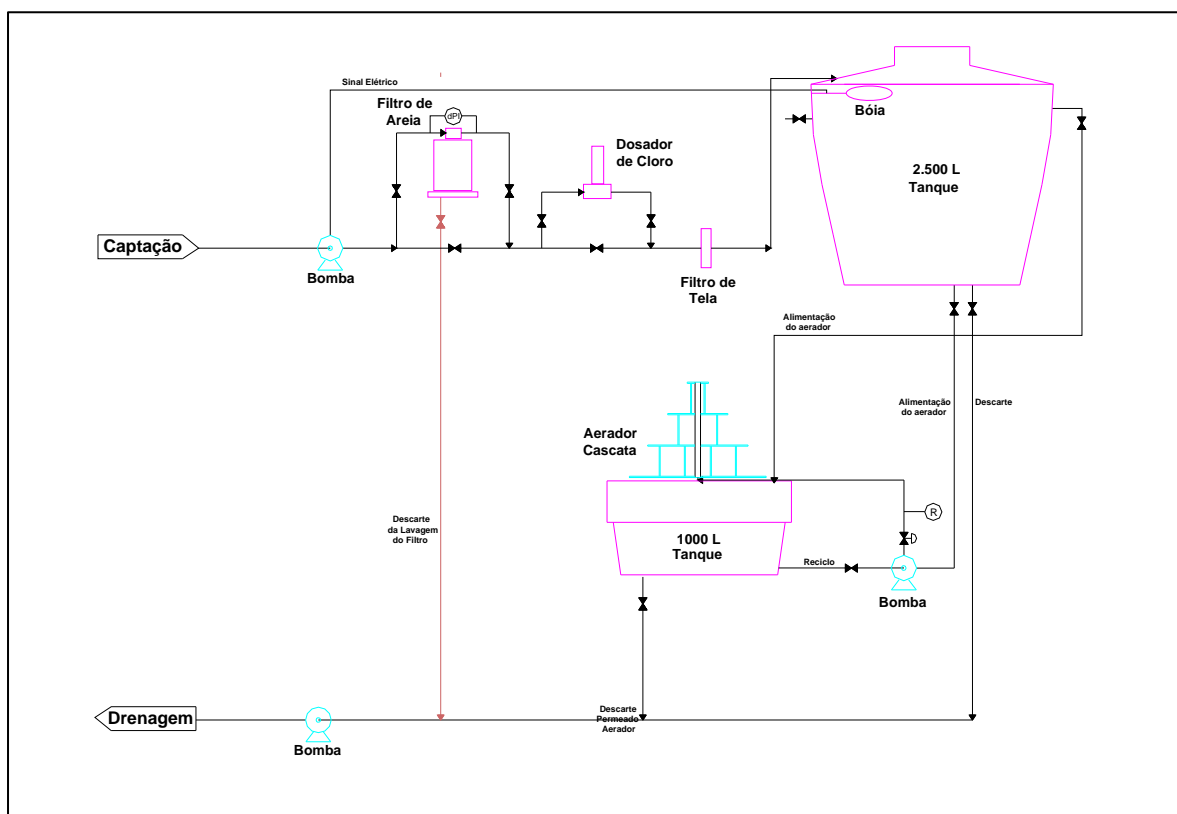 Sinal Elétrico
Filtro de
Areia
dPI
Bóia
Dosador
de Cloro
2.500 L
Tanque
Captação
Bomba
Filtro de
Tela
Alimentação
do aerador
Alimentação
do aerador
Descarte
Aerador
Cascata
R
Descarte
da Lavagem
do Filtro
1000 L
Tanque
Reciclo
Bomba
Drenagem
Bomba
Descarte
Permeado
Aerador